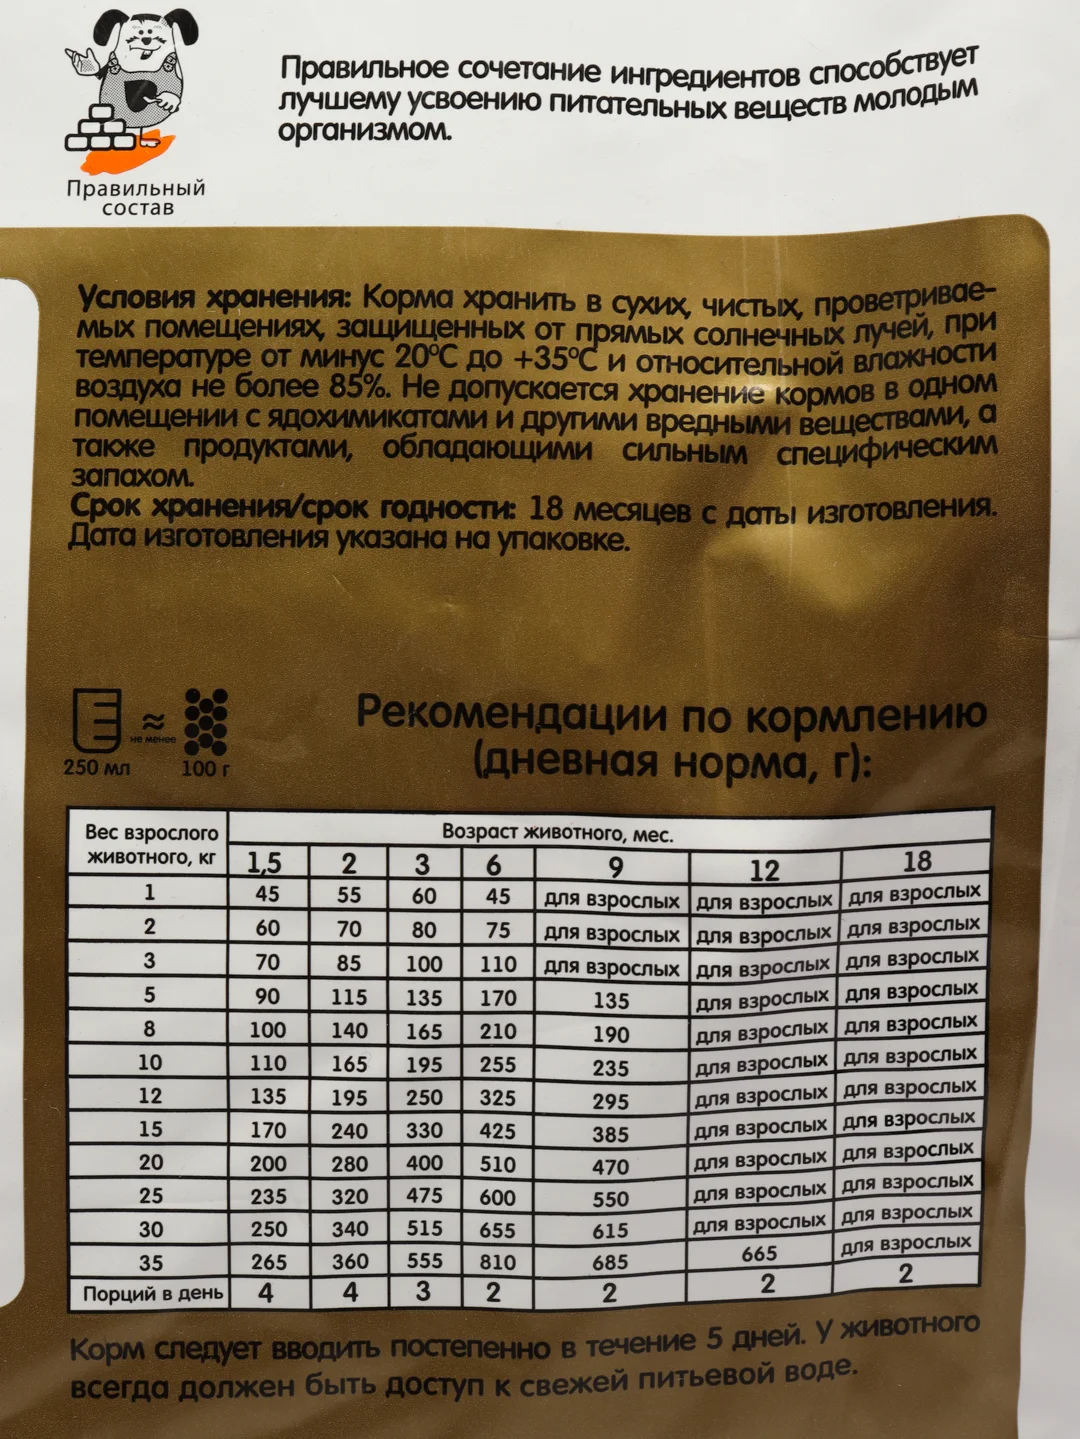 Правильный
состав
Правильное сочетание ингредиентов способствует
лучшему усвоению питательных веществ молодым
организмом.
Условия хранения: Корма хранить в сухих, чистых, проветривае-
мых помещениях, защищенных от прямых солнечных лучей, при
температуре от минус 20°С до +35°С и относительной влажности
воздуха не более 85%. Не допускается хранение кормов в одном
помещении с ядохимикатами и другими вредными веществами, а
также продуктами, обладающими сильным специфическим
запахом.
Срок хранения/срок годности: 18 месяцев с даты изготовления.
Дата изготовления указана на упаковке.
≈
не менее
250 мл 100 г
Рекомендации по кормлению
(дневная норма, г):
Вес взрослого
животного, кг
Возраст животного, мес.
1,5 2 3 6 9 12 18
1 45 55 60 45 для взрослых для взрослых для взрослых
2 60 70 80 75 для взрослых для взрослых для взрослых
3 70 85 100 110 для взрослых для взрослых для взрослых
5 90 115 135 170 135 для взрослых для взрослых
8 100 140 165 210 190 для взрослых для взрослых
10 110 165 195 255 235 для взрослых для взрослых
12 135 195 250 325 295 для взрослых для взрослых
15 170 240 330 425 385 для взрослых для взрослых
20 200 280 400 510 470 для взрослых для взрослых
25 235 320 475 600 550 для взрослых для взрослых
30 250 340 515 655 615 для взрослых для взрослых
35 265 360 555 810 685 665 для взрослых
Порций в день 4 4 3 2 2 2 2
Корм следует вводить постепенно в течение 5 дней. У животного
всегда должен быть доступ к свежей питьевой воде.